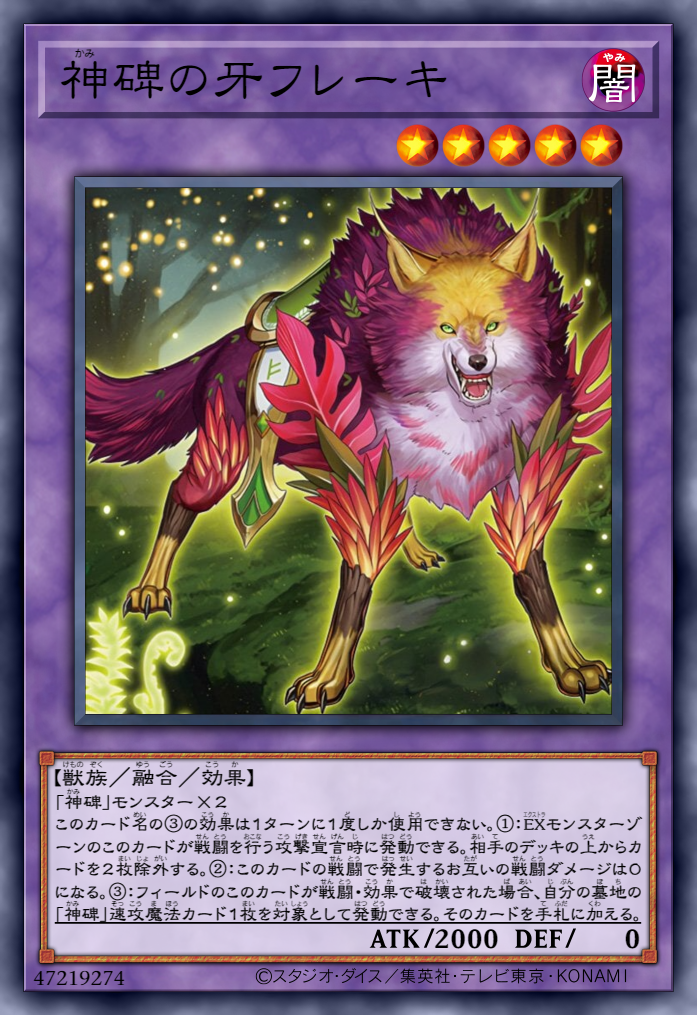 神碑の牙フレーキ
闇
【獣族／融合／効果】
「神碑」モンスター×2
このカード名の③の効果は1ターンに1度しか使用できない。①:EXモンスターゾ
ーンのこのカードが戦闘を行う攻撃宣言時に発動できる。相手のデッキの上からカ
ードを2枚除外する。②:このカードの戦闘で発生するお互いの戦闘ダメージは0
になる。③:フィールドのこのカードが戦闘・効果で破壊された場合、自分の墓地の
「神碑」速攻魔法カード1枚を対象として発動できる。そのカードを手札に加える。
ATK/2000 DEF/ 0
47219274 ©スタジオ・ダイス／集英社・テレビ東京・KONAMI